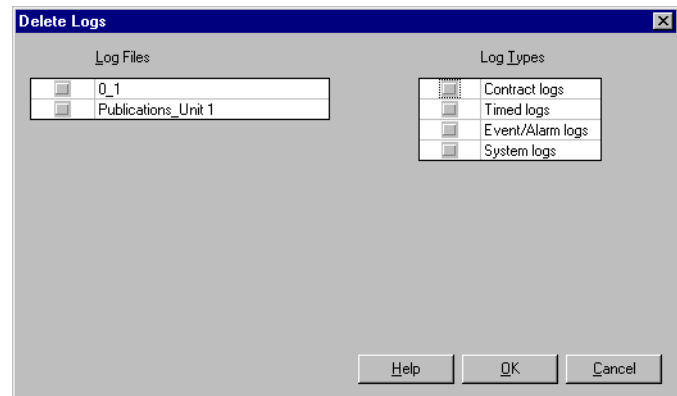 Delete Logs
Log Files
0_1
Publications_Unit 1
Log Types
Contract logs
Timed logs
Event/Alarm logs
System logs
Help
OK
Cancel